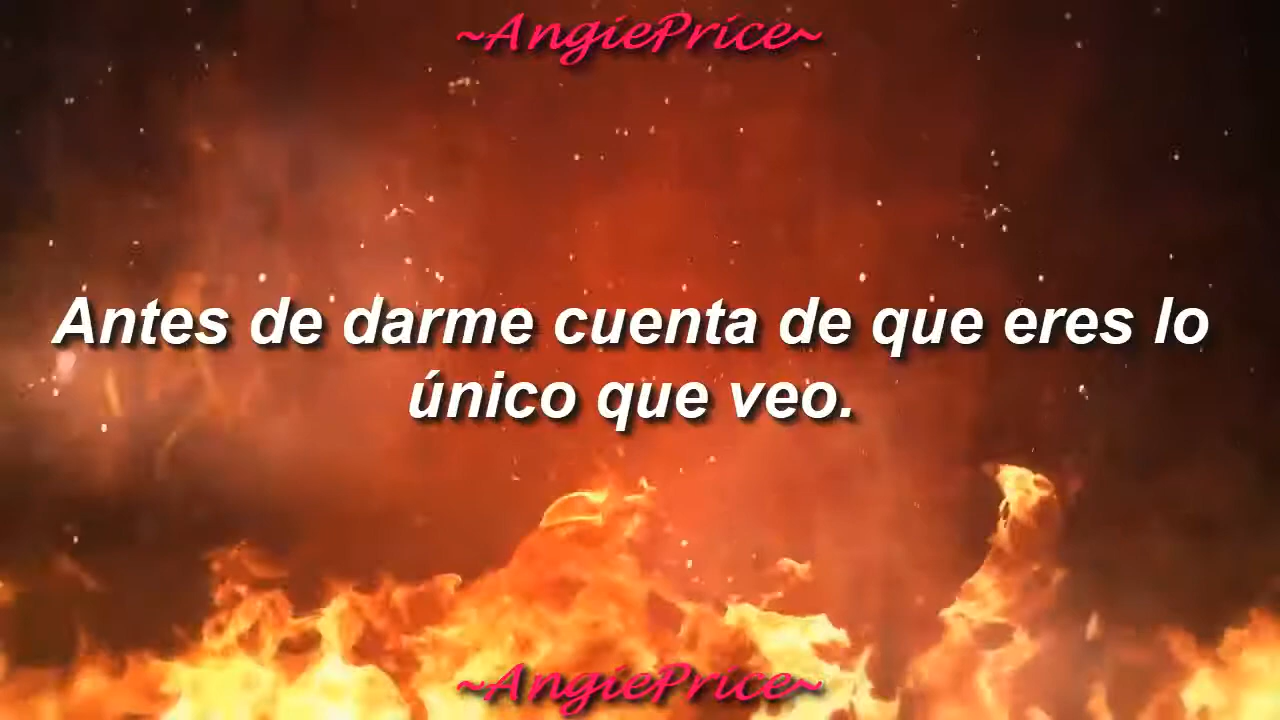 ~AngiePrice~
Antes de darme cuenta de que eres lo
único que veo.
~AngiePrice~